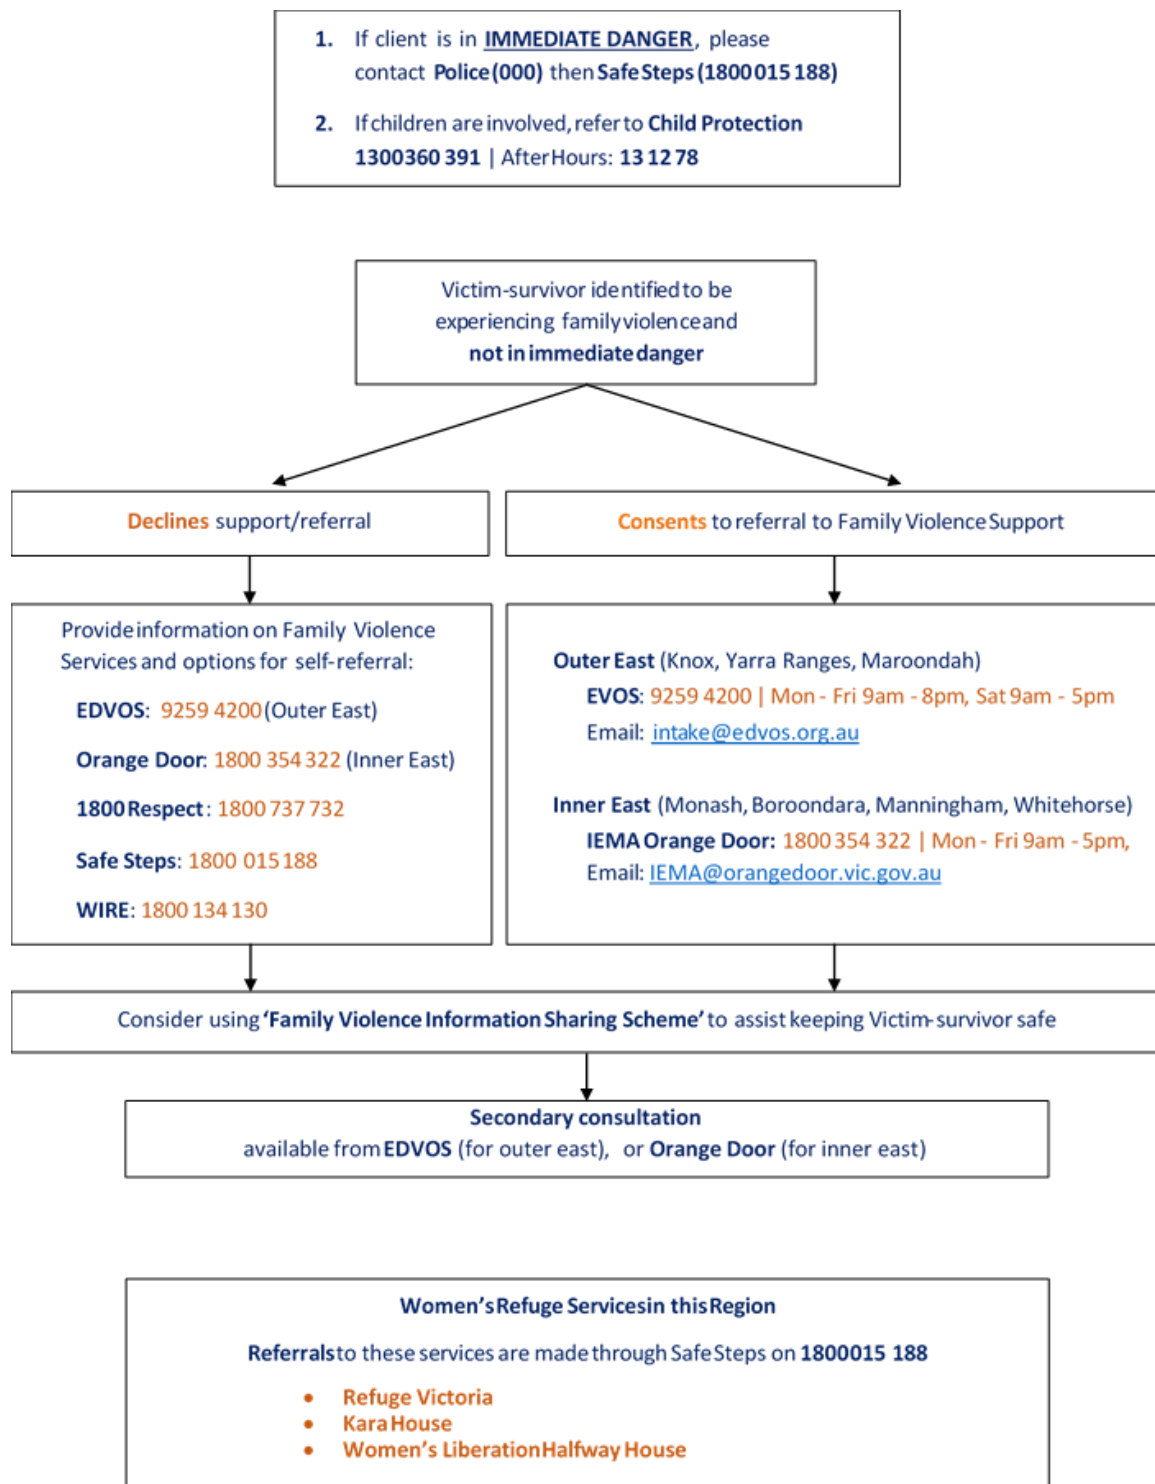 1. If client is in IMMEDIATE DANGER, please
contact Police (000) then Safe Steps (1800 015 188)
2. If children are involved, refer to Child Protection
1300 360 391 | After Hours: 13 12 78
Victim-survivor identified to be
experiencing family violence and
not in immediate danger
Declines support/referral
Consents to referral to Family Violence Support
Provide information on Family Violence
Services and options for self-referral:
EDVOS: 9259 4200 (Outer East)
Orange Door: 1800 354 322 (Inner East)
1800 Respect: 1800 737 732
Safe Steps: 1800 015 188
WIRE: 1800 134 130
Outer East (Knox, Yarra Ranges, Maroondah)
EVOS: 9259 4200 | Mon - Fri 9am - 8pm, Sat 9am - 5pm
Email: intake@edvos.org.au
Inner East (Monash, Boroondara, Manningham, Whitehorse)
IEMA Orange Door: 1800 354 322 | Mon - Fri 9am - 5pm,
Email: IEMA@orangedoor.vic.gov.au
Consider using 'Family Violence Information Sharing Scheme' to assist keeping Victim-survivor safe
Secondary consultation
available from EDVOS (for outer east), or Orange Door (for inner east)
Women's Refuge Services in this Region
Referrals to these services are made through Safe Steps on 1800 015 188
• Refuge Victoria
• Kara House
• Women's Liberation Halfway House